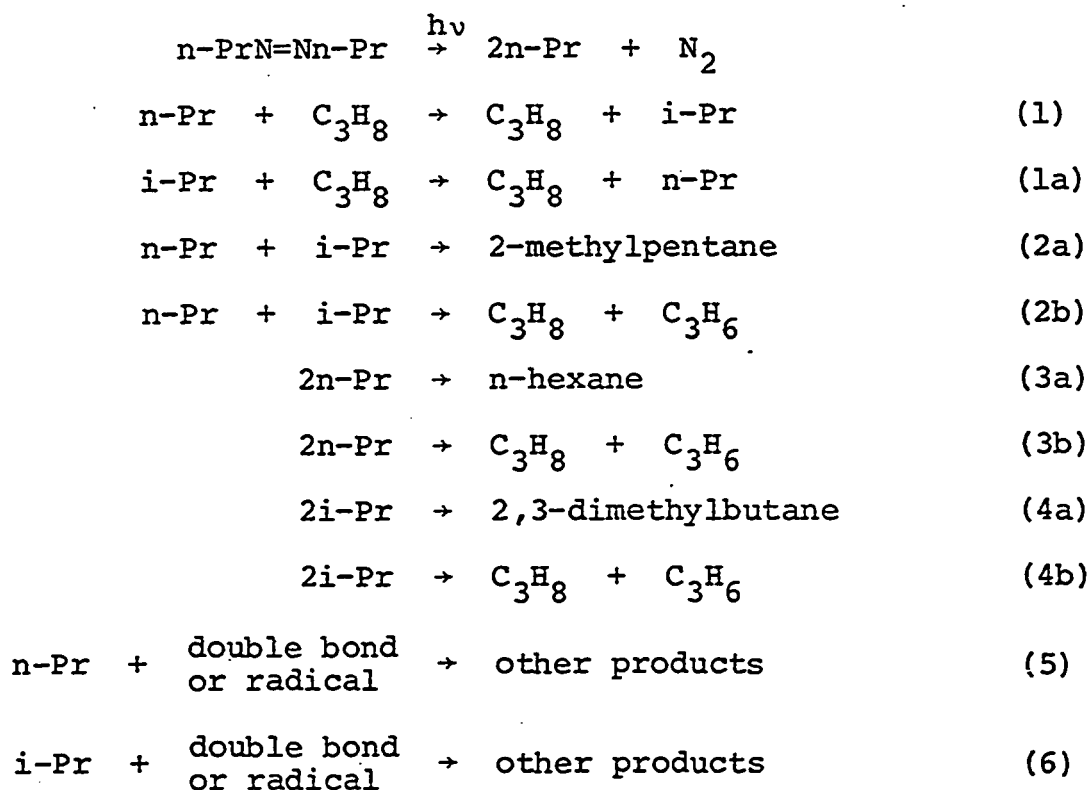 n-PrN=Nn-Pr hν→ 2n-Pr + N₂
n-Pr + C₃H₈ → C₃H₈ + i-Pr (1)
i-Pr + C₃H₈ → C₃H₈ + n-Pr (1a)
n-Pr + i-Pr → 2-methylpentane (2a)
n-Pr + i-Pr → C₃H₈ + C₃H₆ (2b)
2n-Pr → n-hexane (3a)
2n-Pr → C₃H₈ + C₃H₆ (3b)
2i-Pr → 2,3-dimethylbutane (4a)
2i-Pr → C₃H₈ + C₃H₆ (4b)
n-Pr + double bond or radical → other products (5)
i-Pr + double bond or radical → other products (6)